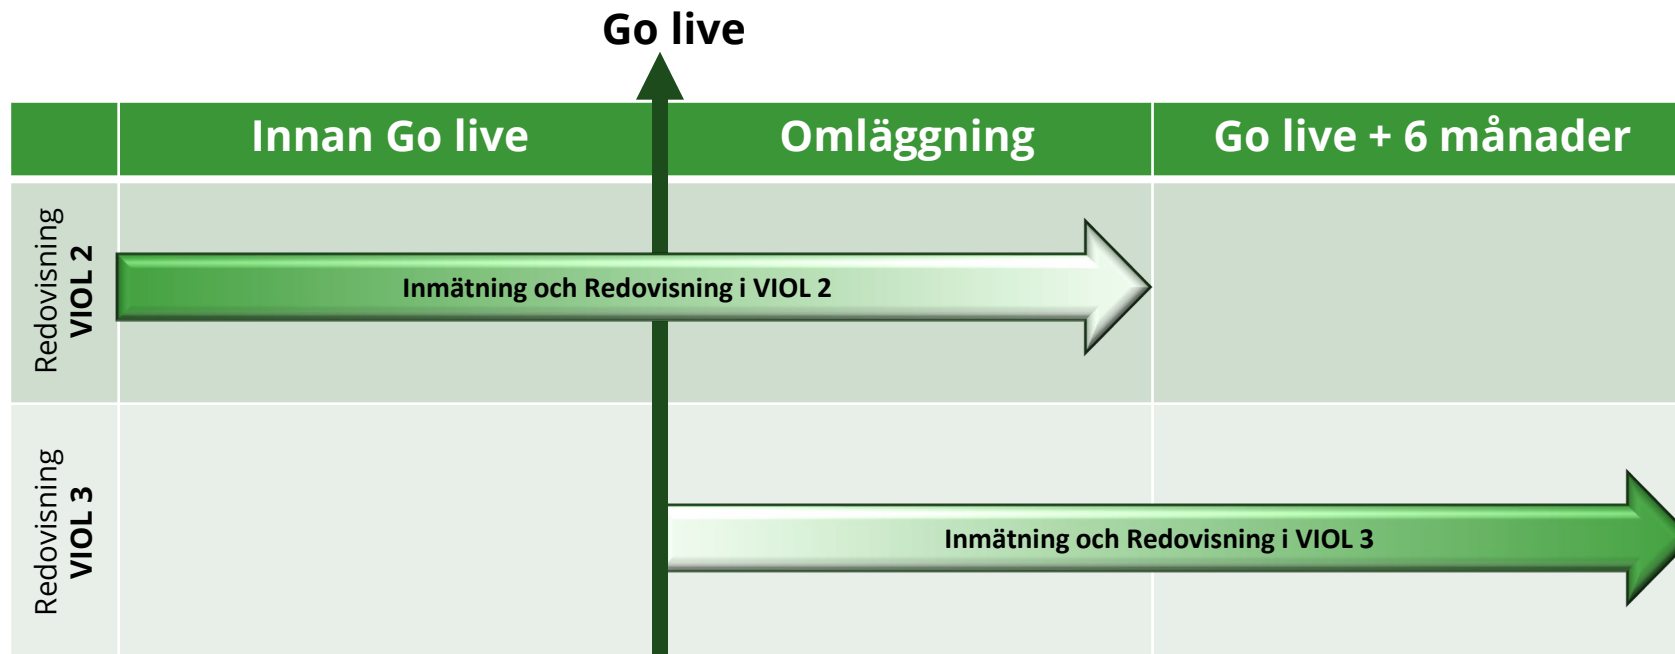 Go live
Innan Go live
Omläggning
Go live + 6 månader
Redovisning
VIOL 2
Inmätning och Redovisning i VIOL 2
Redovisning
VIOL 3
Inmätning och Redovisning i VIOL 3